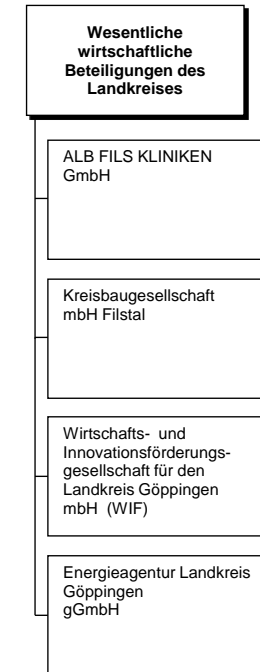 Wesentliche
wirtschaftliche
Beteiligungen des
Landkreises
ALB FILS KLINIKEN
GmbH
Kreisbaugesellschaft
mbH Filstal
Wirtschafts- und
Innovationsförderungs-
gesellschaft für den
Landkreis Göppingen
mbH (WIF)
Energieagentur Landkreis
Göppingen
gGmbH